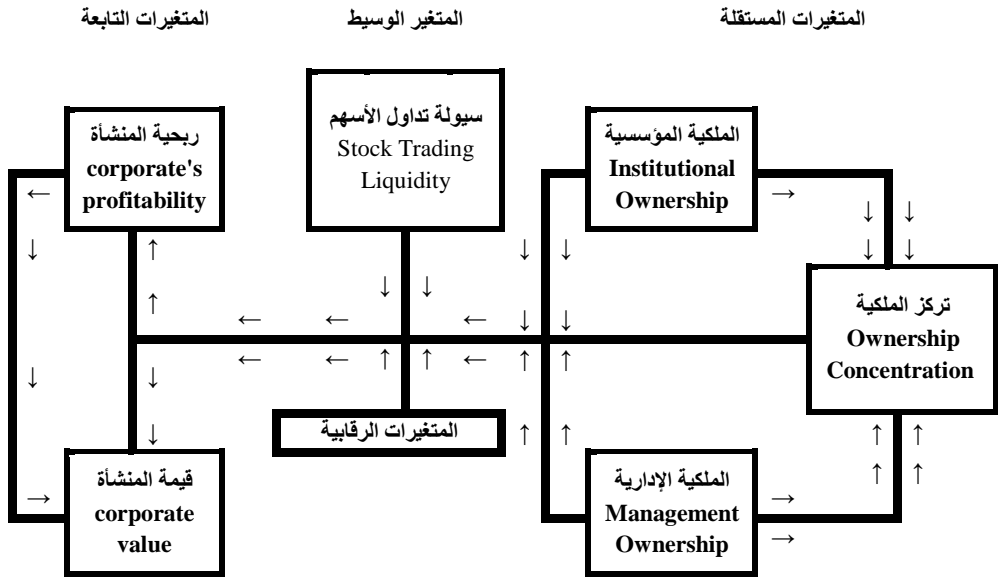 المتغيرات المستقلة
المتغير الوسيط
المتغيرات التابعة
الملكية المؤسسية
Institutional
Ownership
سيولة تداول الأسهم
Stock Trading
Liquidity
ربحية المنشأة
corporate's
profitability
تركز الملكية
Ownership
Concentration
المتغيرات الرقابية
الملكية الإدارية
Management
Ownership
قيمة المنشأة
corporate
value